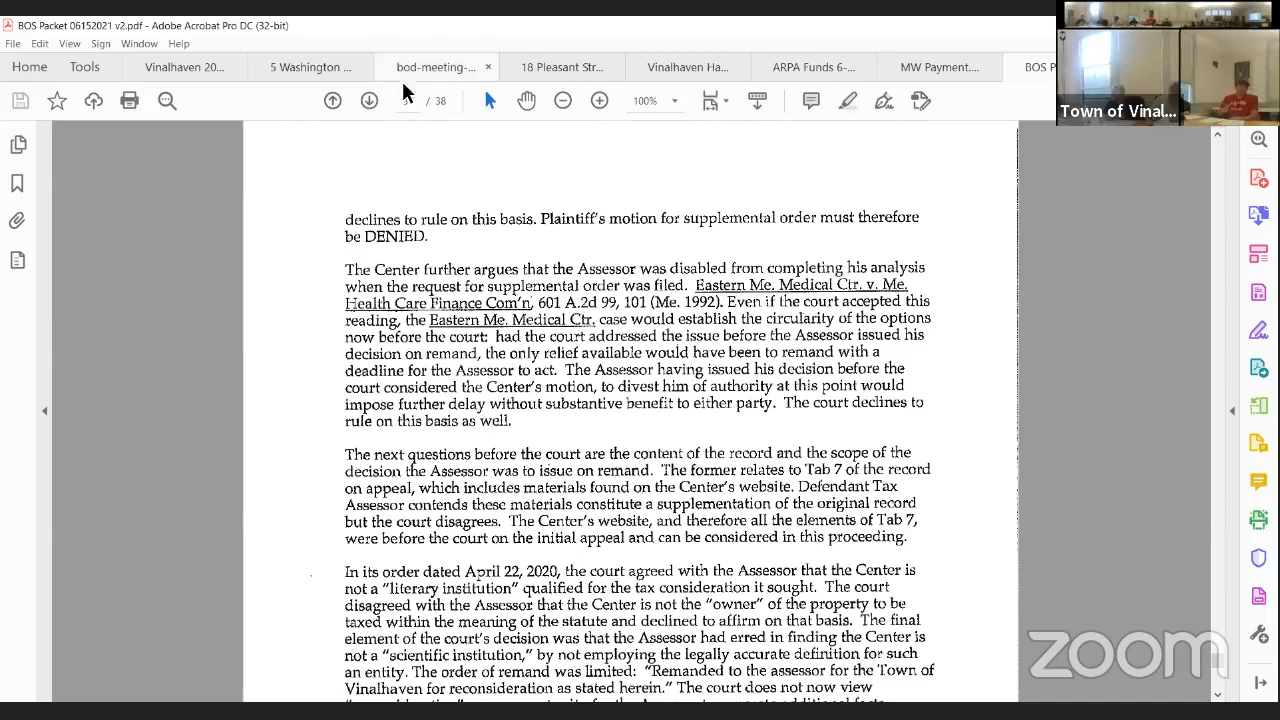 BOS Packet 06152021 v2.pdf - Adobe Acrobat Pro DC (32-bit)
File Edit View Sign Window Help
Home Tools Vinalhaven 20... 5 Washington ... bod-meeting-... × 18 Pleasant Str... Vinalhaven Ha... ARPA Funds 6-... MW Payment.... BOS P
/ 38 100%
Town of Vinal...
declines to rule on this basis. Plaintiff's motion for supplemental order must therefore
be DENIED.
The Center further argues that the Assessor was disabled from completing his analysis
when the request for supplemental order was filed. Eastern Me. Medical Ctr. v. Me.
Health Care Finance Com'n, 601 A.2d 99, 101 (Me. 1992). Even if the court accepted this
reading, the Eastern Me. Medical Ctr. case would establish the circularity of the options
now before the court: had the court addressed the issue before the Assessor issued his
decision on remand, the only relief available would have been to remand with a
deadline for the Assessor to act. The Assessor having issued his decision before the
court considered the Center's motion, to divest him of authority at this point would
impose further delay without substantive benefit to either party. The court declines to
rule on this basis as well.
The next questions before the court are the content of the record and the scope of the
decision the Assessor was to issue on remand. The former relates to Tab 7 of the record
on appeal, which includes materials found on the Center's website. Defendant Tax
Assessor contends these materials constitute a supplementation of the original record
but the court disagrees. The Center's website, and therefore all the elements of Tab 7,
were before the court on the initial appeal and can be considered in this proceeding.
In its order dated April 22, 2020, the court agreed with the Assessor that the Center is
not a "literary institution" qualified for the tax consideration it sought. The court
disagreed with the Assessor that the Center is not the "owner" of the property to be
taxed within the meaning of the statute and declined to affirm on that basis. The final
element of the court's decision was that the Assessor had erred in finding the Center is
not a "scientific institution," by not employing the legally accurate definition for such
an entity. The order of remand was limited: "Remanded to the assessor for the Town of
Vinalhaven for reconsideration as stated herein." The court does not now view
zoom